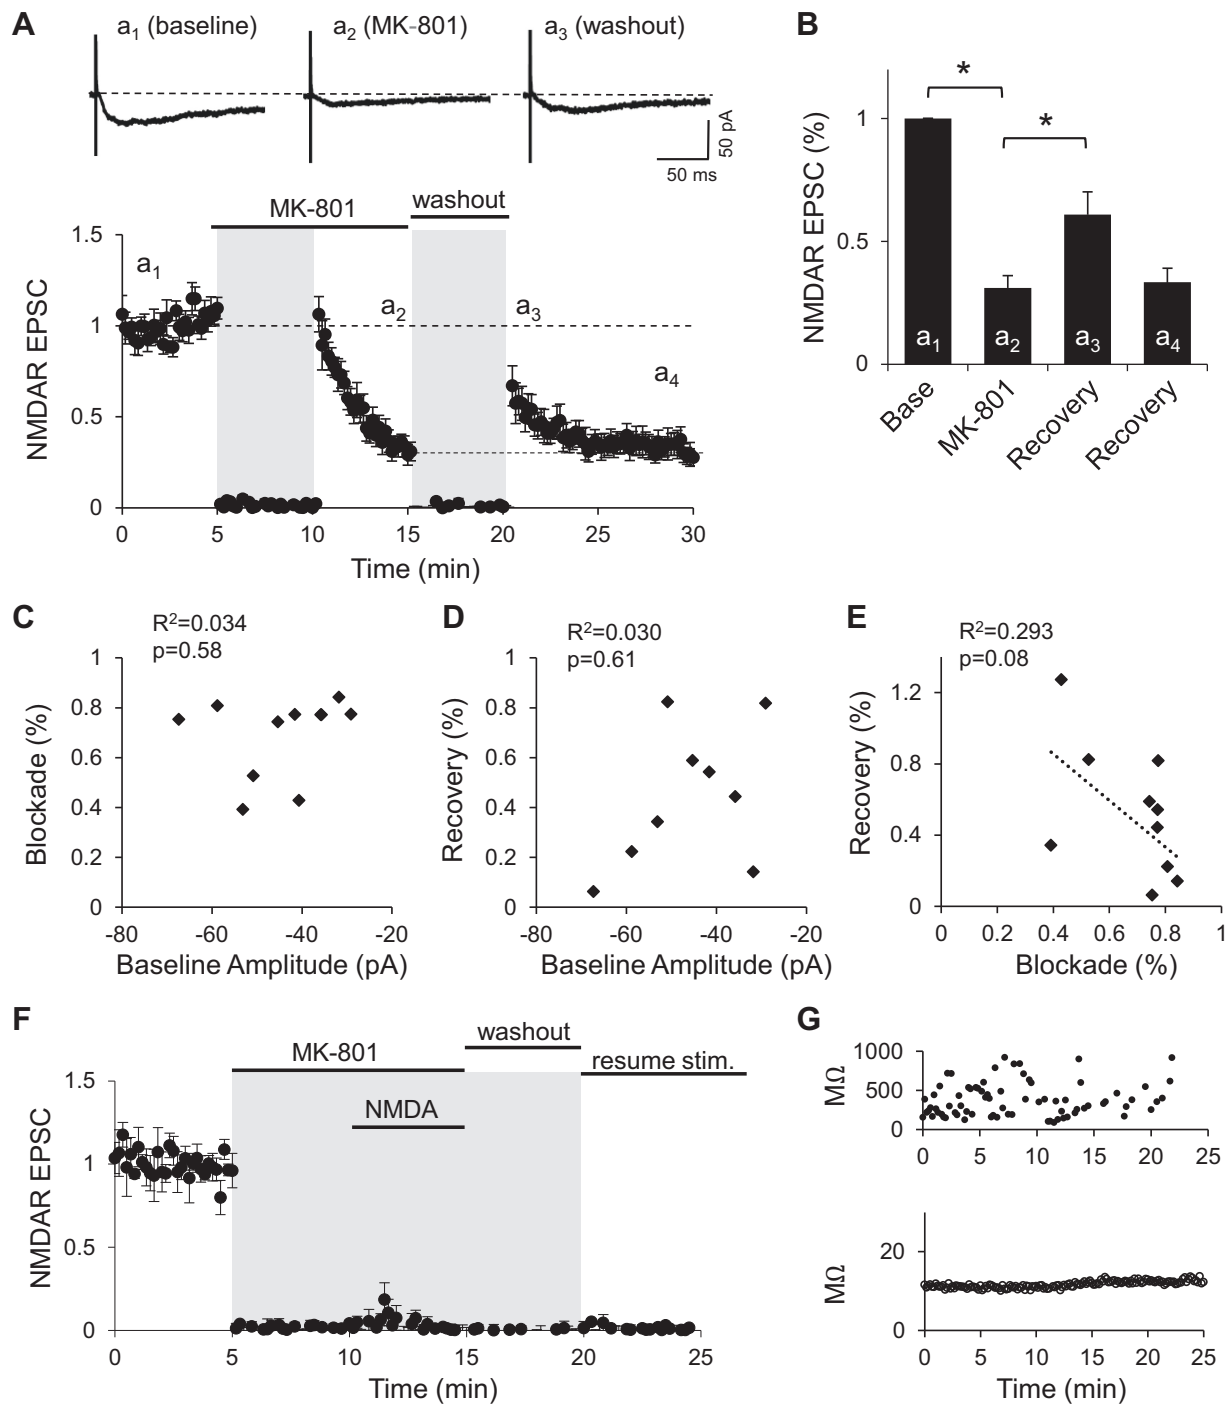 A
a1 (baseline)
a2 (MK-801)
a3 (washout)
50 pA
50 ms
MK-801
washout
1.5
1
0.5
0
a1
a2
a3
a4
NMDAR EPSC
0 5 10 15 20 25 30
Time (min)
B
* *
NMDAR EPSC (%)
1
0.5
0
a1 a2 a3 a4
Base MK-801 Recovery Recovery
C
R2=0.034
p=0.58
1
0.8
0.6
0.4
0.2
0
Blockade (%)
-80 -60 -40 -20
Baseline Amplitude (pA)
D
R2=0.030
p=0.61
1
0.8
0.6
0.4
0.2
0
Recovery (%)
-80 -60 -40 -20
Baseline Amplitude (pA)
E
R2=0.293
p=0.08
1.2
0.8
0.4
0
Recovery (%)
0 0.2 0.4 0.6 0.8 1
Blockade (%)
F
MK-801
washout
resume stim.
NMDA
1.5
1
0.5
0
NMDAR EPSC
0 5 10 15 20 25
Time (min)
G
1000
500
0
MΩ
0 5 10 15 20 25
20
0
MΩ
0 5 10 15 20 25
Time (min)